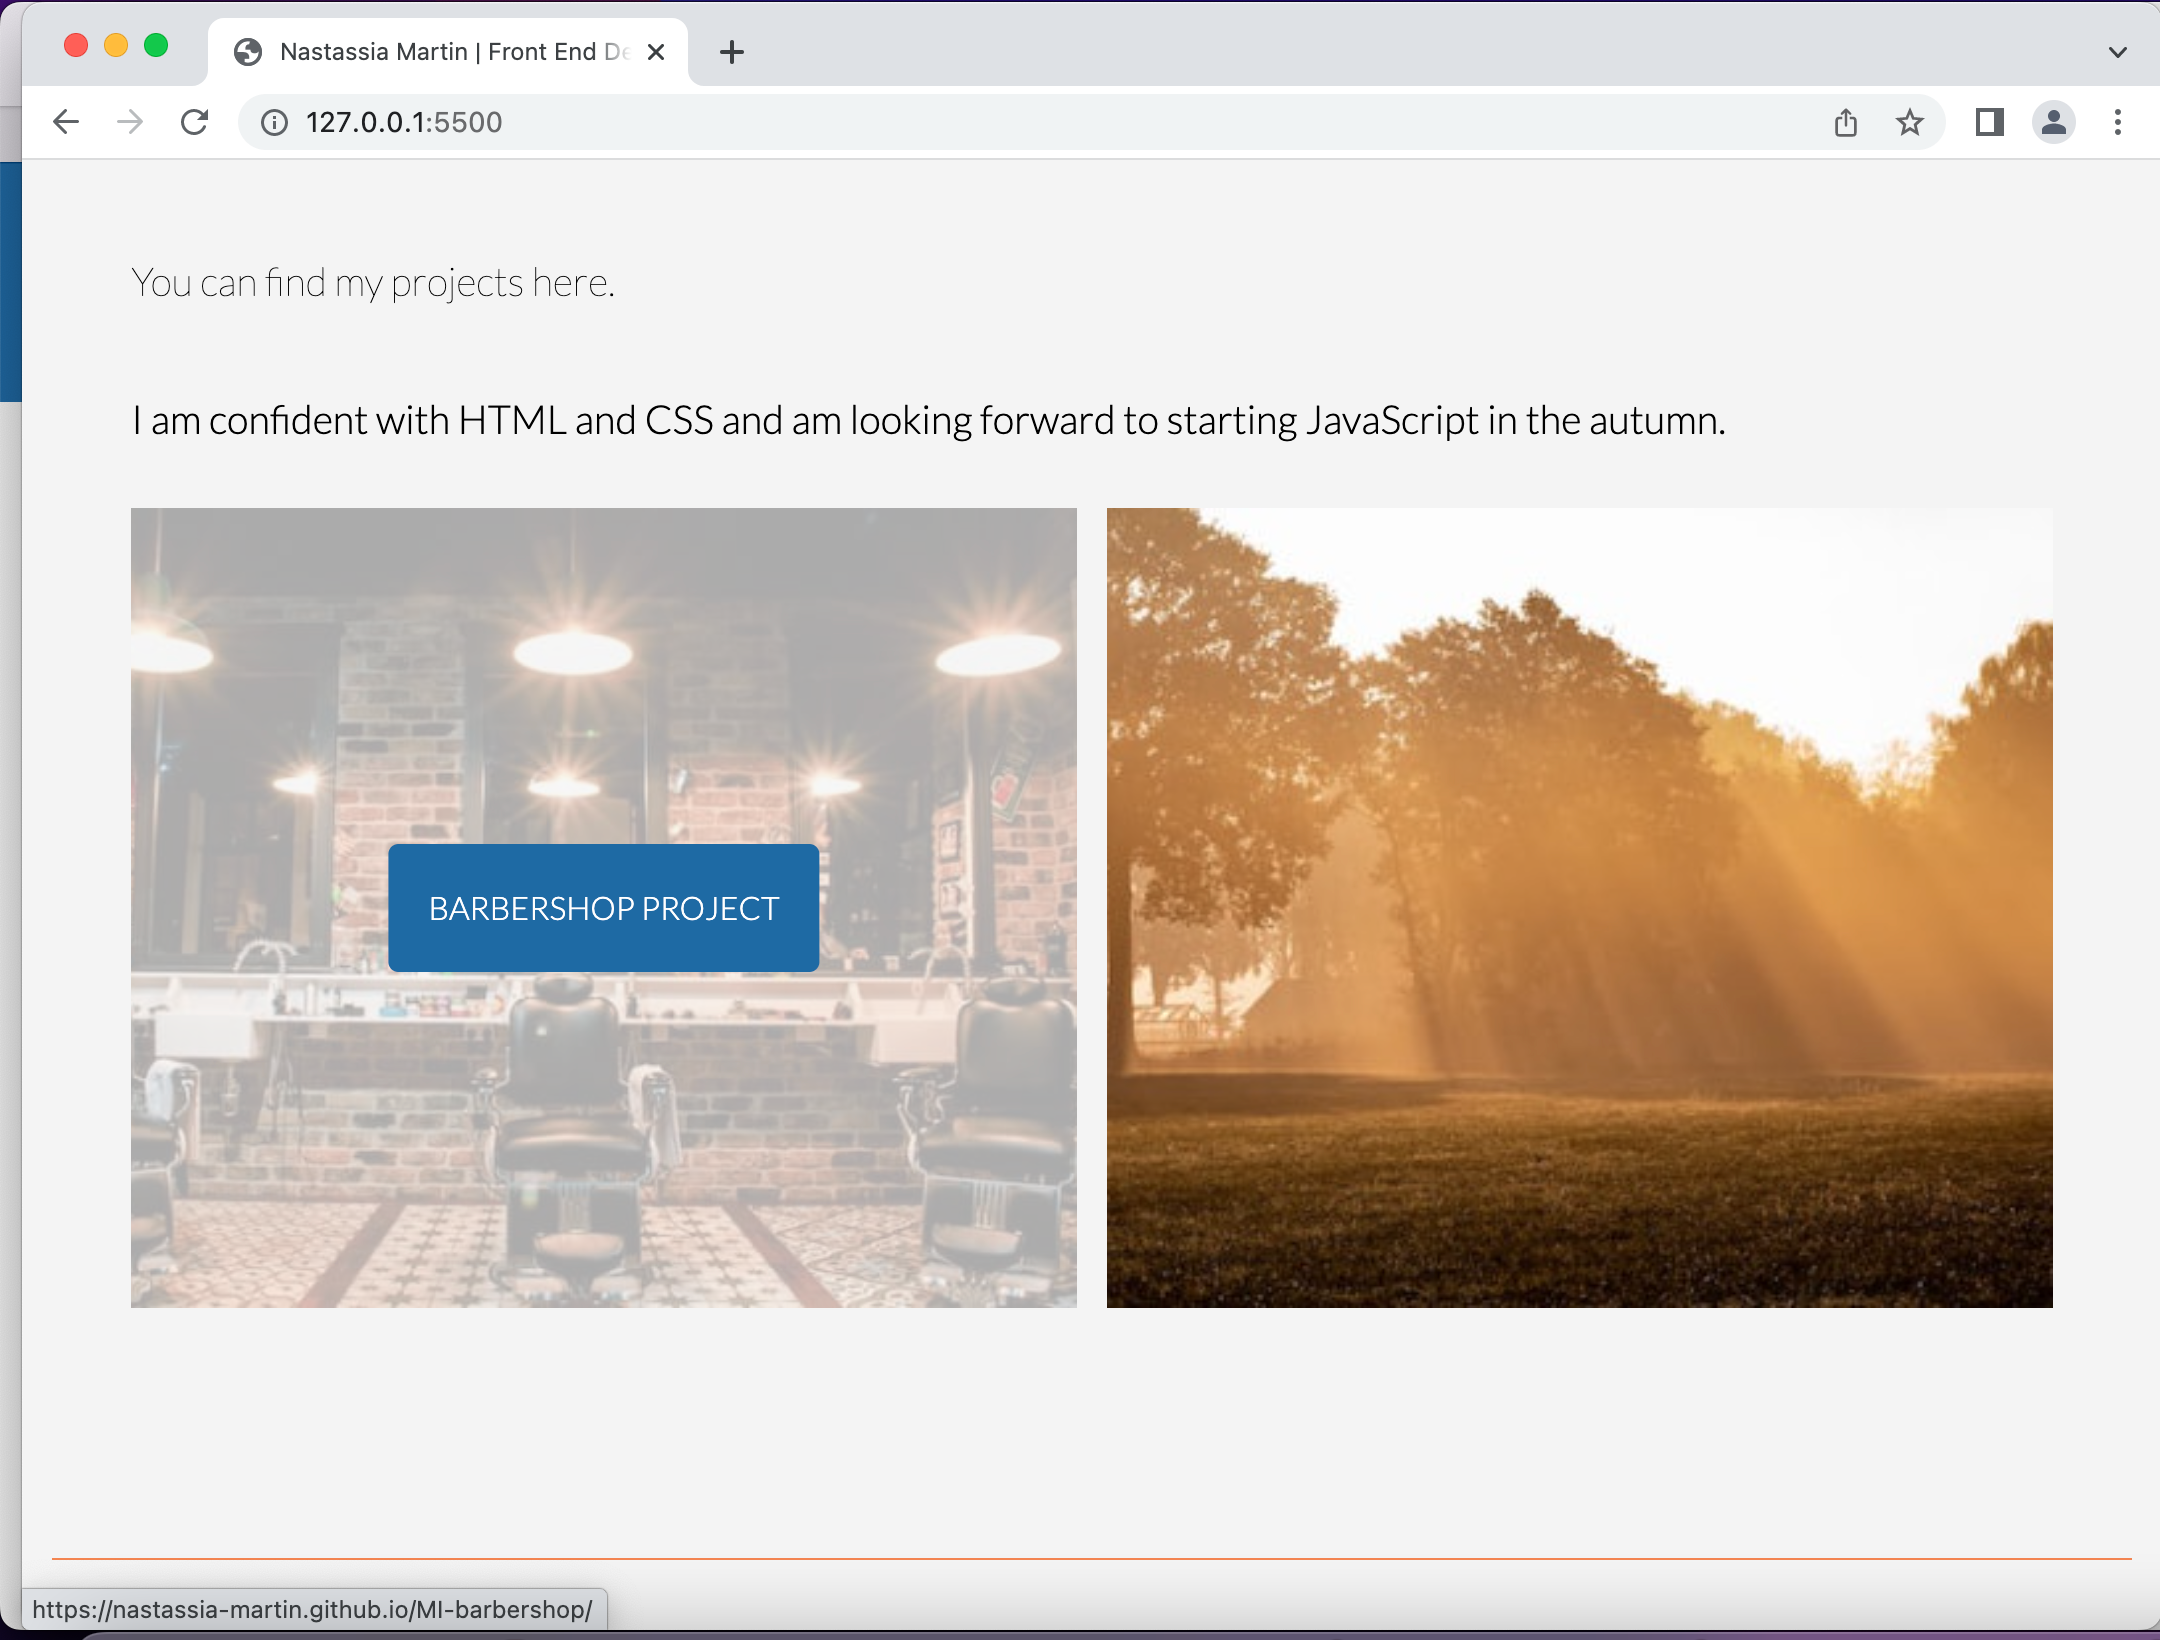 Nastassia Martin | Front End De
127.0.0.1:5500
You can find my projects here.
I am confident with HTML and CSS and am looking forward to starting JavaScript in the autumn.
BARBERSHOP PROJECT
https://nastassia-martin.github.io/MI-barbershop/